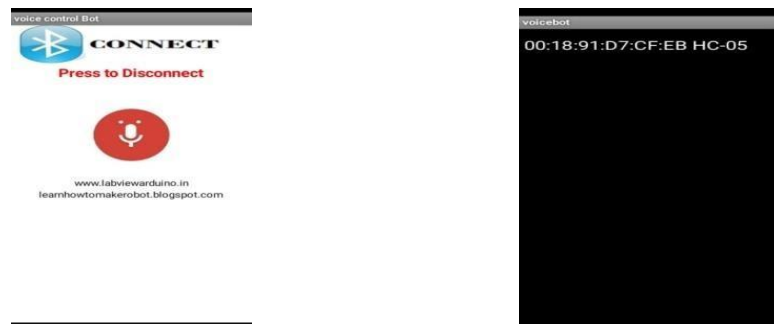 voice control Bot
CONNECT
Press to Disconnect
www.labviewarduino.in
learnhowtomakerobot.blogspot.com
voicebot
00:18:91:D7:CF:EB HC-05